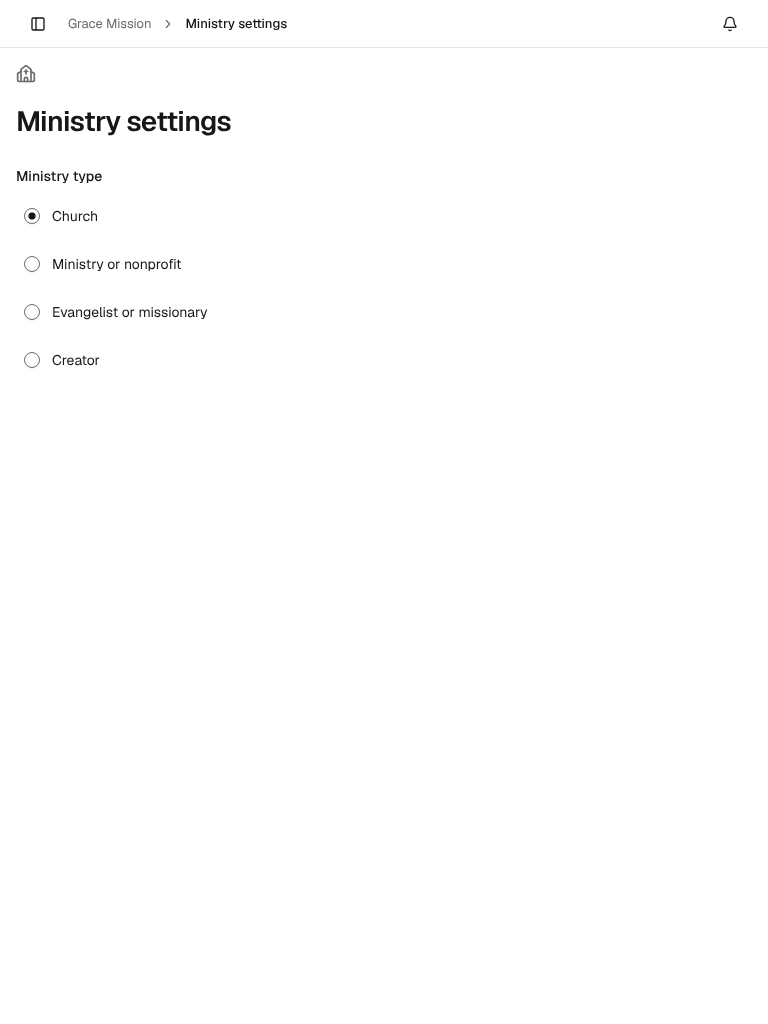 Grace Mission > Ministry settings
Ministry settings
Ministry type
Church
Ministry or nonprofit
Evangelist or missionary
Creator